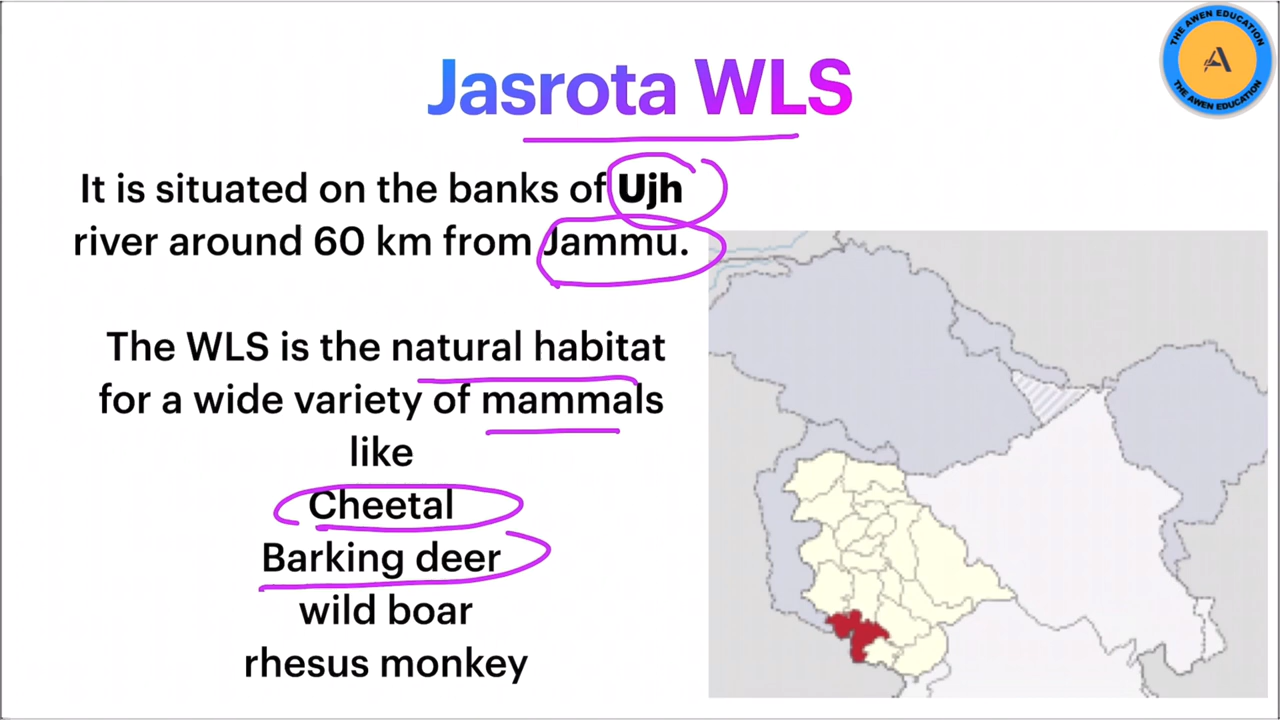 Jasrota WLS
THE AWEN EDUCATION
A
THE AWEN EDUCATION
It is situated on the banks of Ujh
river around 60 km from Jammu.
The WLS is the natural habitat
for a wide variety of mammals
like
Cheetal
Barking deer
wild boar
rhesus monkey